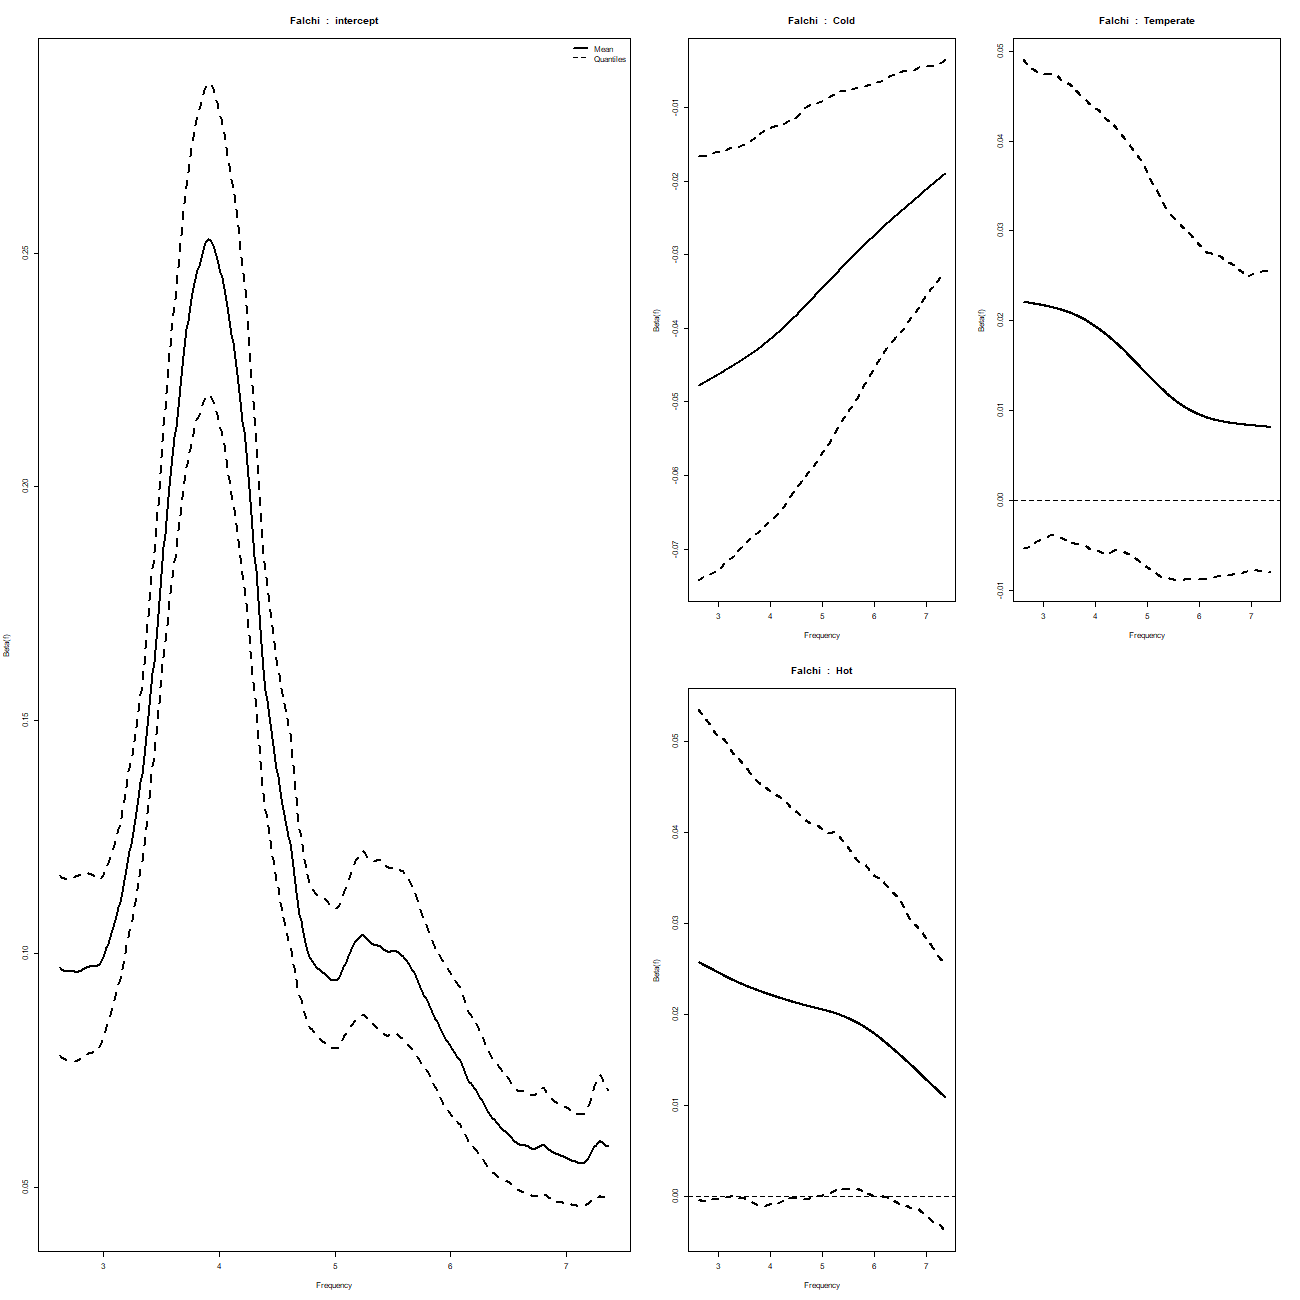 Falchi : intercept
Mean
Quantiles
0.25
0.20
0.15
0.10
0.05
Beta(f)
3 4 5 6 7
Frequency
Falchi : Cold
-0.01
-0.02
-0.03
-0.04
-0.05
-0.06
-0.07
Beta(f)
3 4 5 6 7
Frequency
Falchi : Temperate
0.05
0.04
0.03
0.02
0.01
0.00
-0.01
Beta(f)
3 4 5 6 7
Frequency
Falchi : Hot
0.05
0.04
0.03
0.02
0.01
0.00
Beta(f)
3 4 5 6 7
Frequency